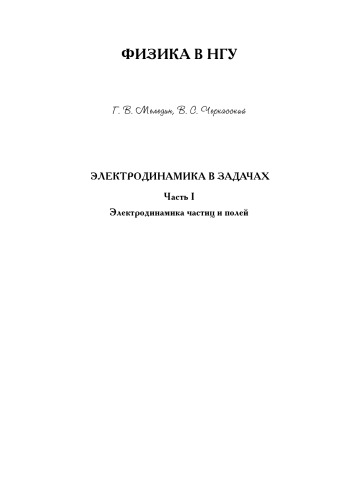 ФИЗИКА В НГУ
Г. В. Меледин, В. С. Черкасский
ЭЛЕКТРОДИНАМИКА В ЗАДАЧАХ
Часть I
Электродинамика частиц и полей